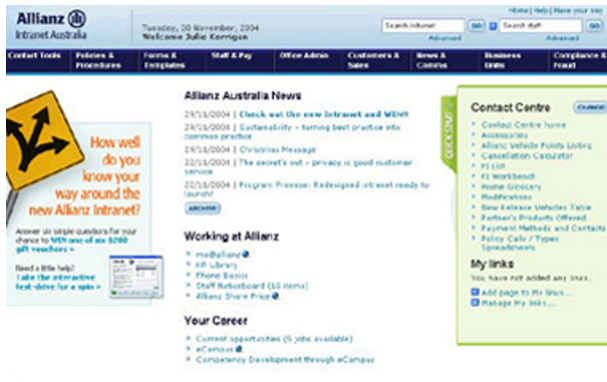 Allianz
Intranet Australia
Tuesday, 30 November, 2004
Welcome Julie Kerrigan
Home | Help | Have your say
Search intranet GO
Search staff GO
Advanced
Advanced
Contact Tools
Policies & Procedures
Forms & Templates
Staff & Pay
Office Admin
Customers & Sales
News & Comms
Business Units
Compliance & Fraud
How well
do you
know your
way around the
new Allianz Intranet?
Answer six simple questions for your
chance to WIN one of six $200
gift vouchers »
Need a little help?
Take the interactive
test-drive for a spin »
Allianz Australia News
29/11/2004 | Check out the new Intranet and WIN!!
29/11/2004 | Sustainability - turning best practice into
common practice
29/11/2004 | Christmas Message
22/11/2004 | The secret's out - privacy is good customer
service
22/11/2004 | Program Promise: Redesigned intranet ready to
launch!
ARCHIVE
Working at Allianz
me@allianz
HR Library
Phone Basics
Staff Noticeboard (16 items)
Allianz Share Price
Your Career
Current opportunities (5 jobs available)
eCampus
Competency Development through eCampus
QUICK START
Contact Centre
CHANGE
Contact Centre home
Accessories
Allianz Vehicle Points Listing
Cancellation Calculator
FI List
FI Workbench
Home Glossary
Modifications
New Release Vehicles Table
Partner's Products Offered
Payment Methods and Contacts
Policy Calls / Types
Spreadsheets
My links
You have not added any links.
Add page to My links...
Manage My links...